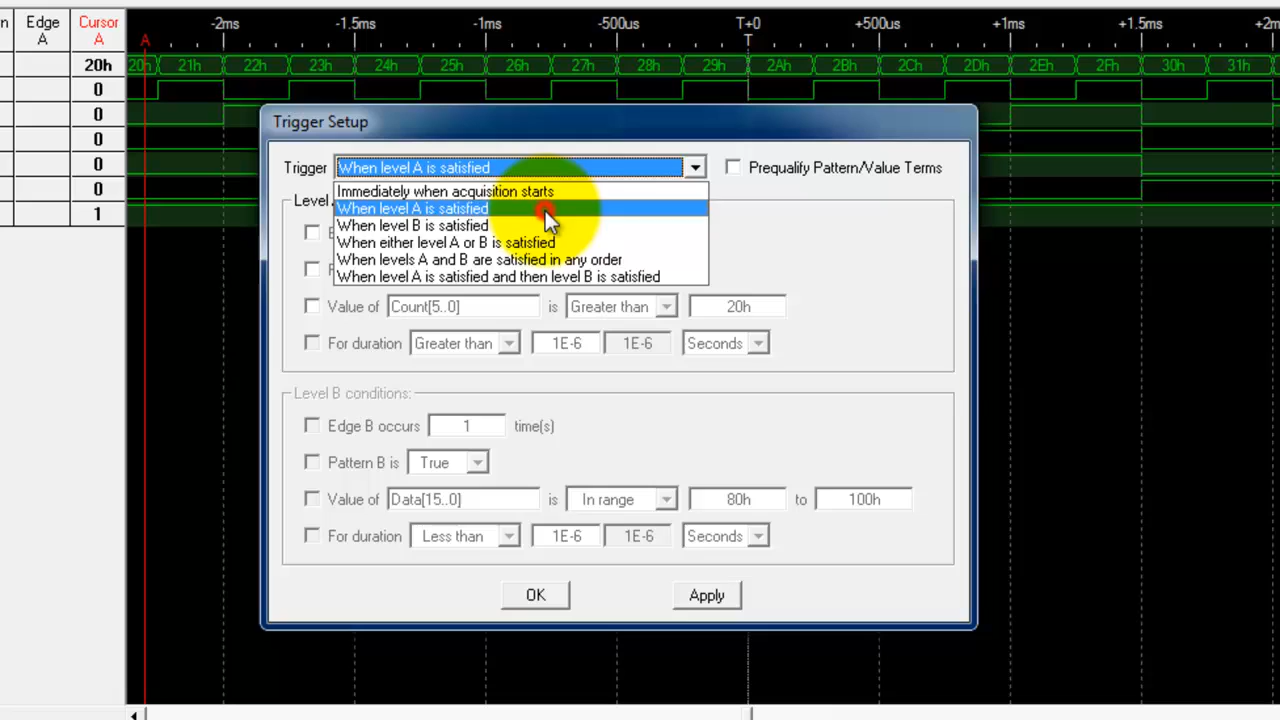 n Edge Cursor -2ms -1.5ms -1ms -500us T+0 +500us +1ms +1.5ms +2m
A A A T
20h 20h 21h 22h 23h 24h 25h 26h 27h 28h 29h 2Ah 2Bh 2Ch 2Dh 2Eh 2Fh 30h 31h
0
0
0
0
0
1
Trigger Setup
Trigger When level A is satisfied Prequalify Pattern/Value Terms
Immediately when acquisition starts
Level
When level A is satisfied
When level B is satisfied
When either level A or B is satisfied
When levels A and B are satisfied in any order
When level A is satisfied and then level B is satisfied
Value of Count[5..0] is Greater than 20h
For duration Greater than 1E-6 1E-6 Seconds
Level B conditions:
Edge B occurs 1 time(s)
Pattern B is True
Value of Data[15..0] is In range 80h to 100h
For duration Less than 1E-6 1E-6 Seconds
OK Apply